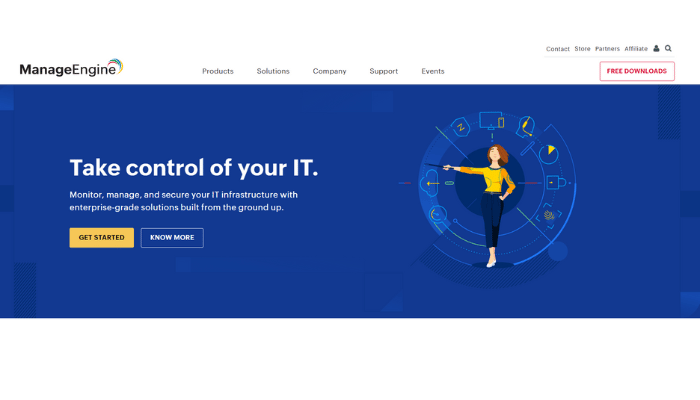 Contact Store Partners Affiliate
ManageEngine
Products Solutions Company Support Events
FREE DOWNLOADS
Take control of your IT.
Monitor, manage, and secure your IT infrastructure with
enterprise-grade solutions built from the ground up.
GET STARTED KNOW MORE